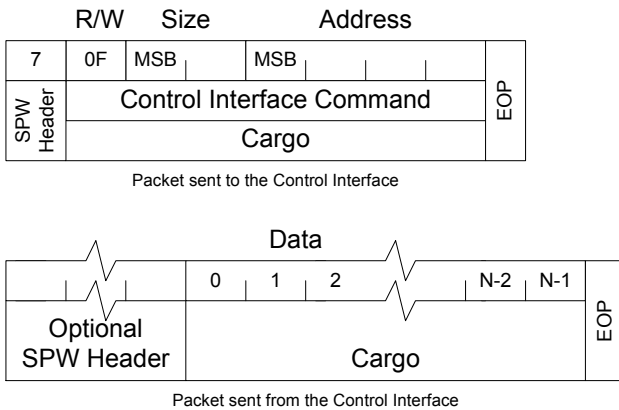 R/W Size Address
7 0F MSB MSB
SPW Header
Control Interface Command
EOP
Cargo
Packet sent to the Control Interface
Data
0 1 2 N-2 N-1
EOP
Optional
SPW Header
Cargo
Packet sent from the Control Interface